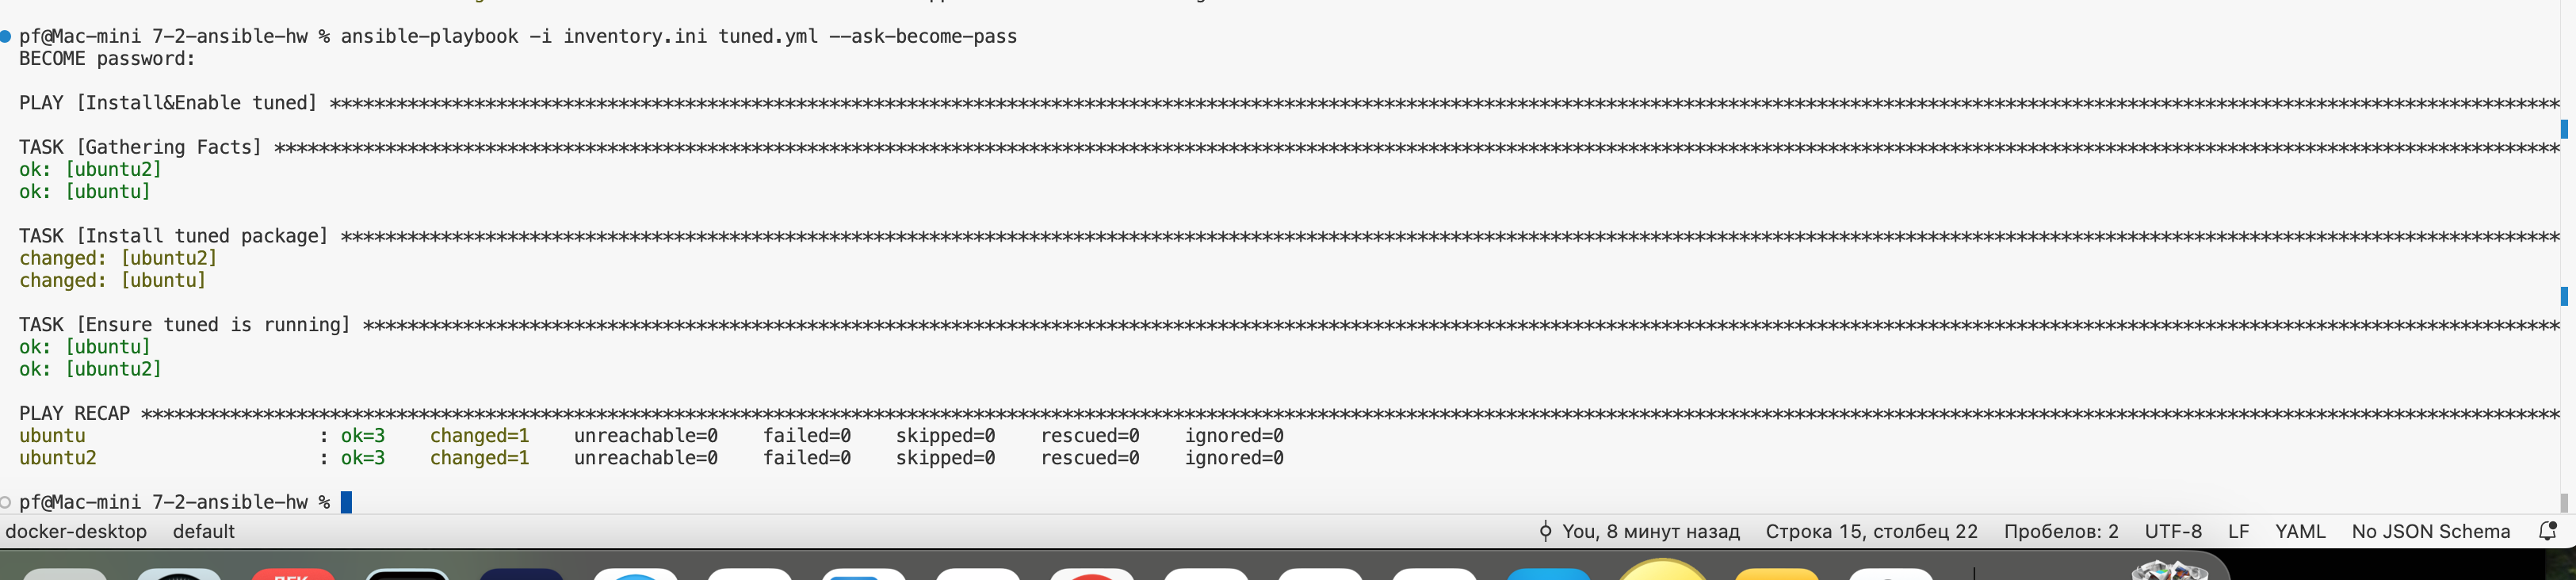 pf@Mac-mini 7-2-ansible-hw % ansible-playbook -i inventory.ini tuned.yml --ask-become-pass
BECOME password:
PLAY [Install&Enable tuned] ****************************************************************************************************************************************************************************************************
TASK [Gathering Facts] *********************************************************************************************************************************************************************************************************
ok: [ubuntu2]
ok: [ubuntu]
TASK [Install tuned package] ***************************************************************************************************************************************************************************************************
changed: [ubuntu2]
changed: [ubuntu]
TASK [Ensure tuned is running] *************************************************************************************************************************************************************************************************
ok: [ubuntu]
ok: [ubuntu2]
PLAY RECAP *********************************************************************************************************************************************************************************************************************
ubuntu                     : ok=3    changed=1    unreachable=0    failed=0    skipped=0    rescued=0    ignored=0
ubuntu2                    : ok=3    changed=1    unreachable=0    failed=0    skipped=0    rescued=0    ignored=0
pf@Mac-mini 7-2-ansible-hw %
docker-desktop default You, 8 минут назад Строка 15, столбец 22 Пробелов: 2 UTF-8 LF YAML No JSON Schema